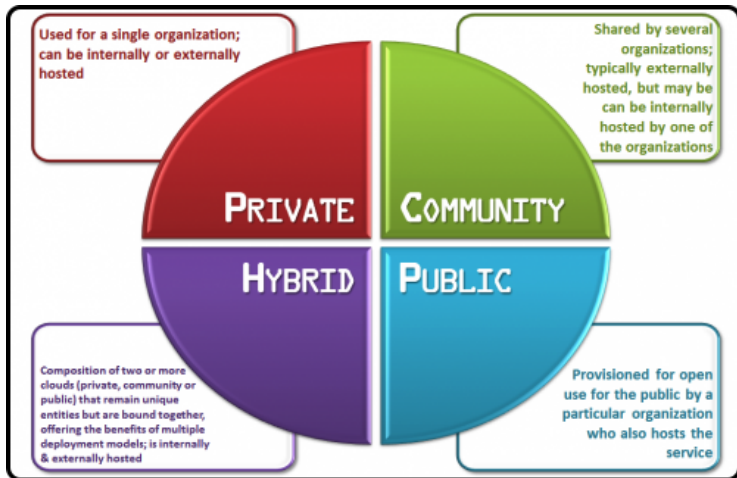 Used for a single organization;
can be internally or externally
hosted
Shared by several
organizations;
typically externally
hosted, but may be
can be internally
hosted by one of
the organizations
PRIVATE
COMMUNITY
HYBRID
PUBLIC
Composition of two or more
clouds (private, community or
public) that remain unique
entities but are bound together,
offering the benefits of multiple
deployment models; is internally
& externally hosted
Provisioned for open
use for the public by a
particular organization
who also hosts the
service